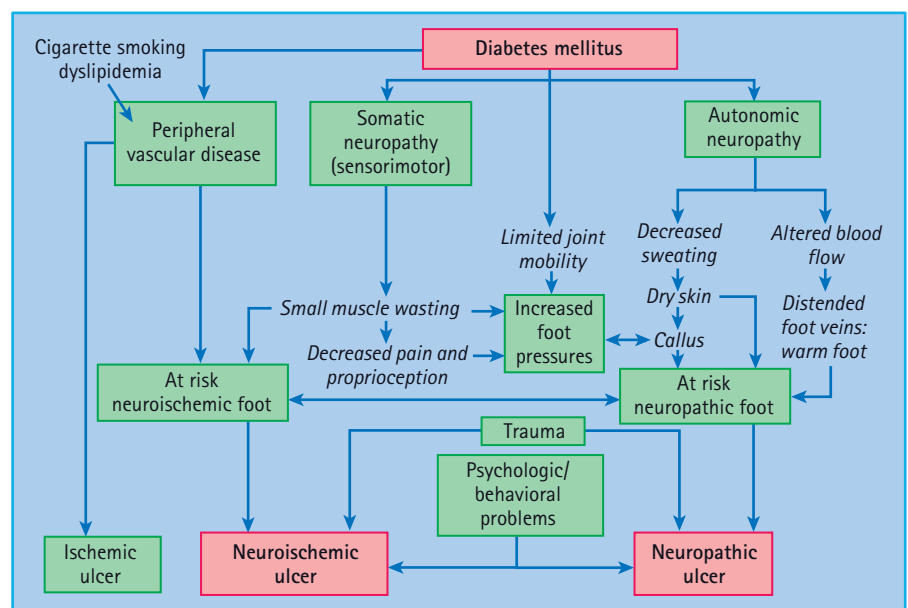 Diabetes mellitus
Cigarette smoking
dyslipidemia
Peripheral
vascular disease
Somatic
neuropathy
(sensorimotor)
Autonomic
neuropathy
Limited joint
mobility
Decreased
sweating
Altered blood
flow
Small muscle wasting
Increased
foot
pressures
Dry skin
Distended
foot veins:
warm foot
Decreased pain and
proprioception
Callus
At risk
neuroischemic foot
At risk
neuropathic foot
Trauma
Psychologic/
behavioral
problems
Ischemic
ulcer
Neuroischemic
ulcer
Neuropathic
ulcer